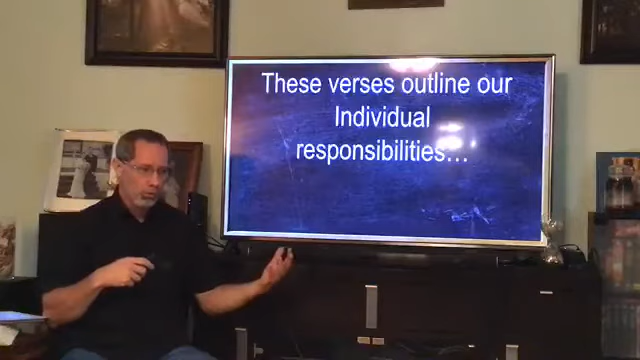 These verses outline our
Individual
responsibilities…